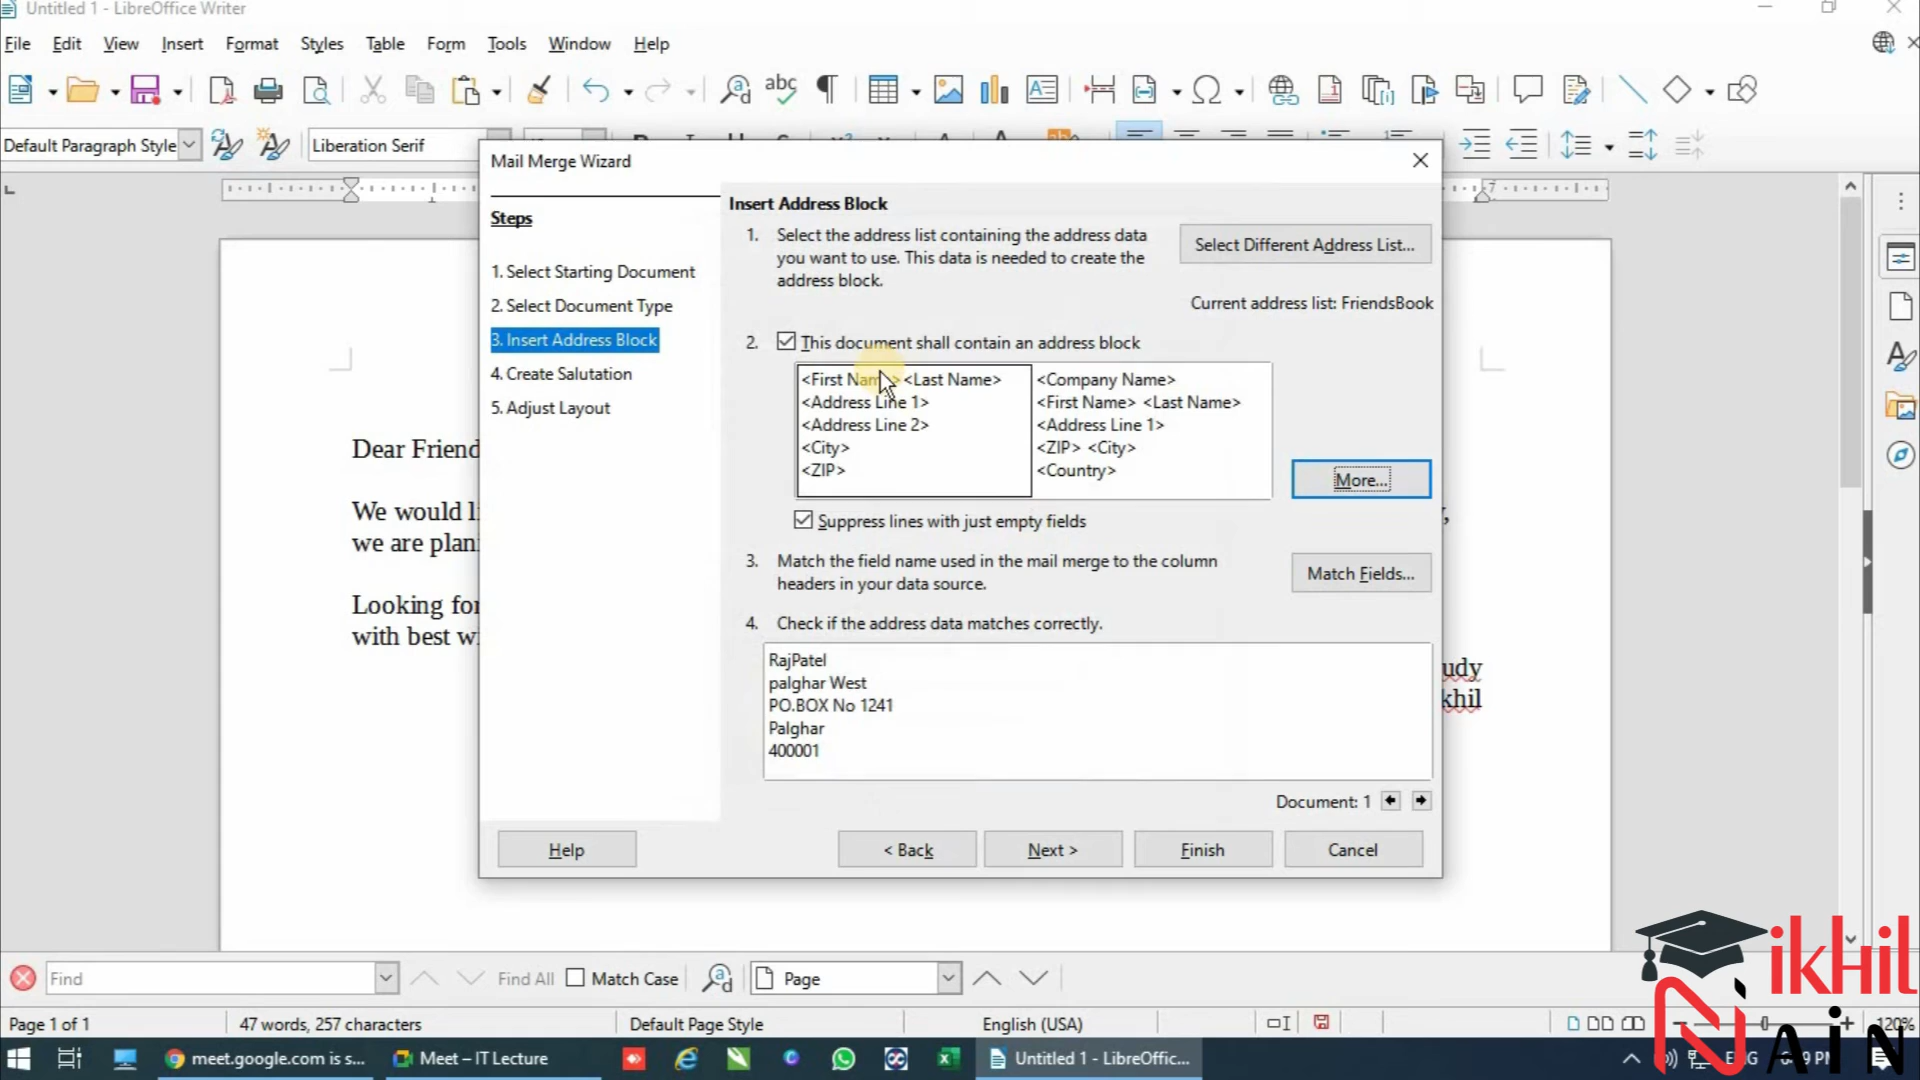 Untitled 1 - LibreOffice Writer
File Edit View Insert Format Styles Table Form Tools Window Help
Default Paragraph Style
Liberation Serif
Mail Merge Wizard
Steps
1. Select Starting Document
2. Select Document Type
3. Insert Address Block
4. Create Salutation
5. Adjust Layout
Insert Address Block
1. Select the address list containing the address data
you want to use. This data is needed to create the
address block.
Select Different Address List...
Current address list: FriendsBook
2. This document shall contain an address block
<First Name> <Last Name>
<Address Line 1>
<Address Line 2>
<City>
<ZIP>
<Company Name>
<First Name> <Last Name>
<Address Line 1>
<ZIP> <City>
<Country>
More...
Suppress lines with just empty fields
3. Match the field name used in the mail merge to the column
headers in your data source.
Match Fields...
4. Check if the address data matches correctly.
RajPatel
palghar West
PO.BOX No 1241
Palghar
400001
Document: 1
Help
< Back
Next >
Finish
Cancel
Dear Friend
We would li
we are plan
Looking for
with best wi
udy
khil
Find
Find All
Match Case
Page
Page 1 of 1
47 words, 257 characters
Default Page Style
English (USA)
120%
meet.google.com is s...
Meet – IT Lecture
Untitled 1 - LibreOffic...
ikHil
NAiN